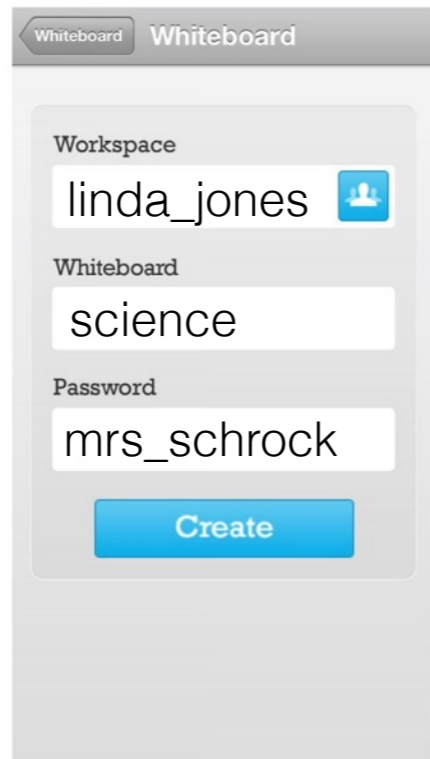 Whiteboard Whiteboard
Workspace
linda_jones
Whiteboard
science
Password
mrs_schrock
Create